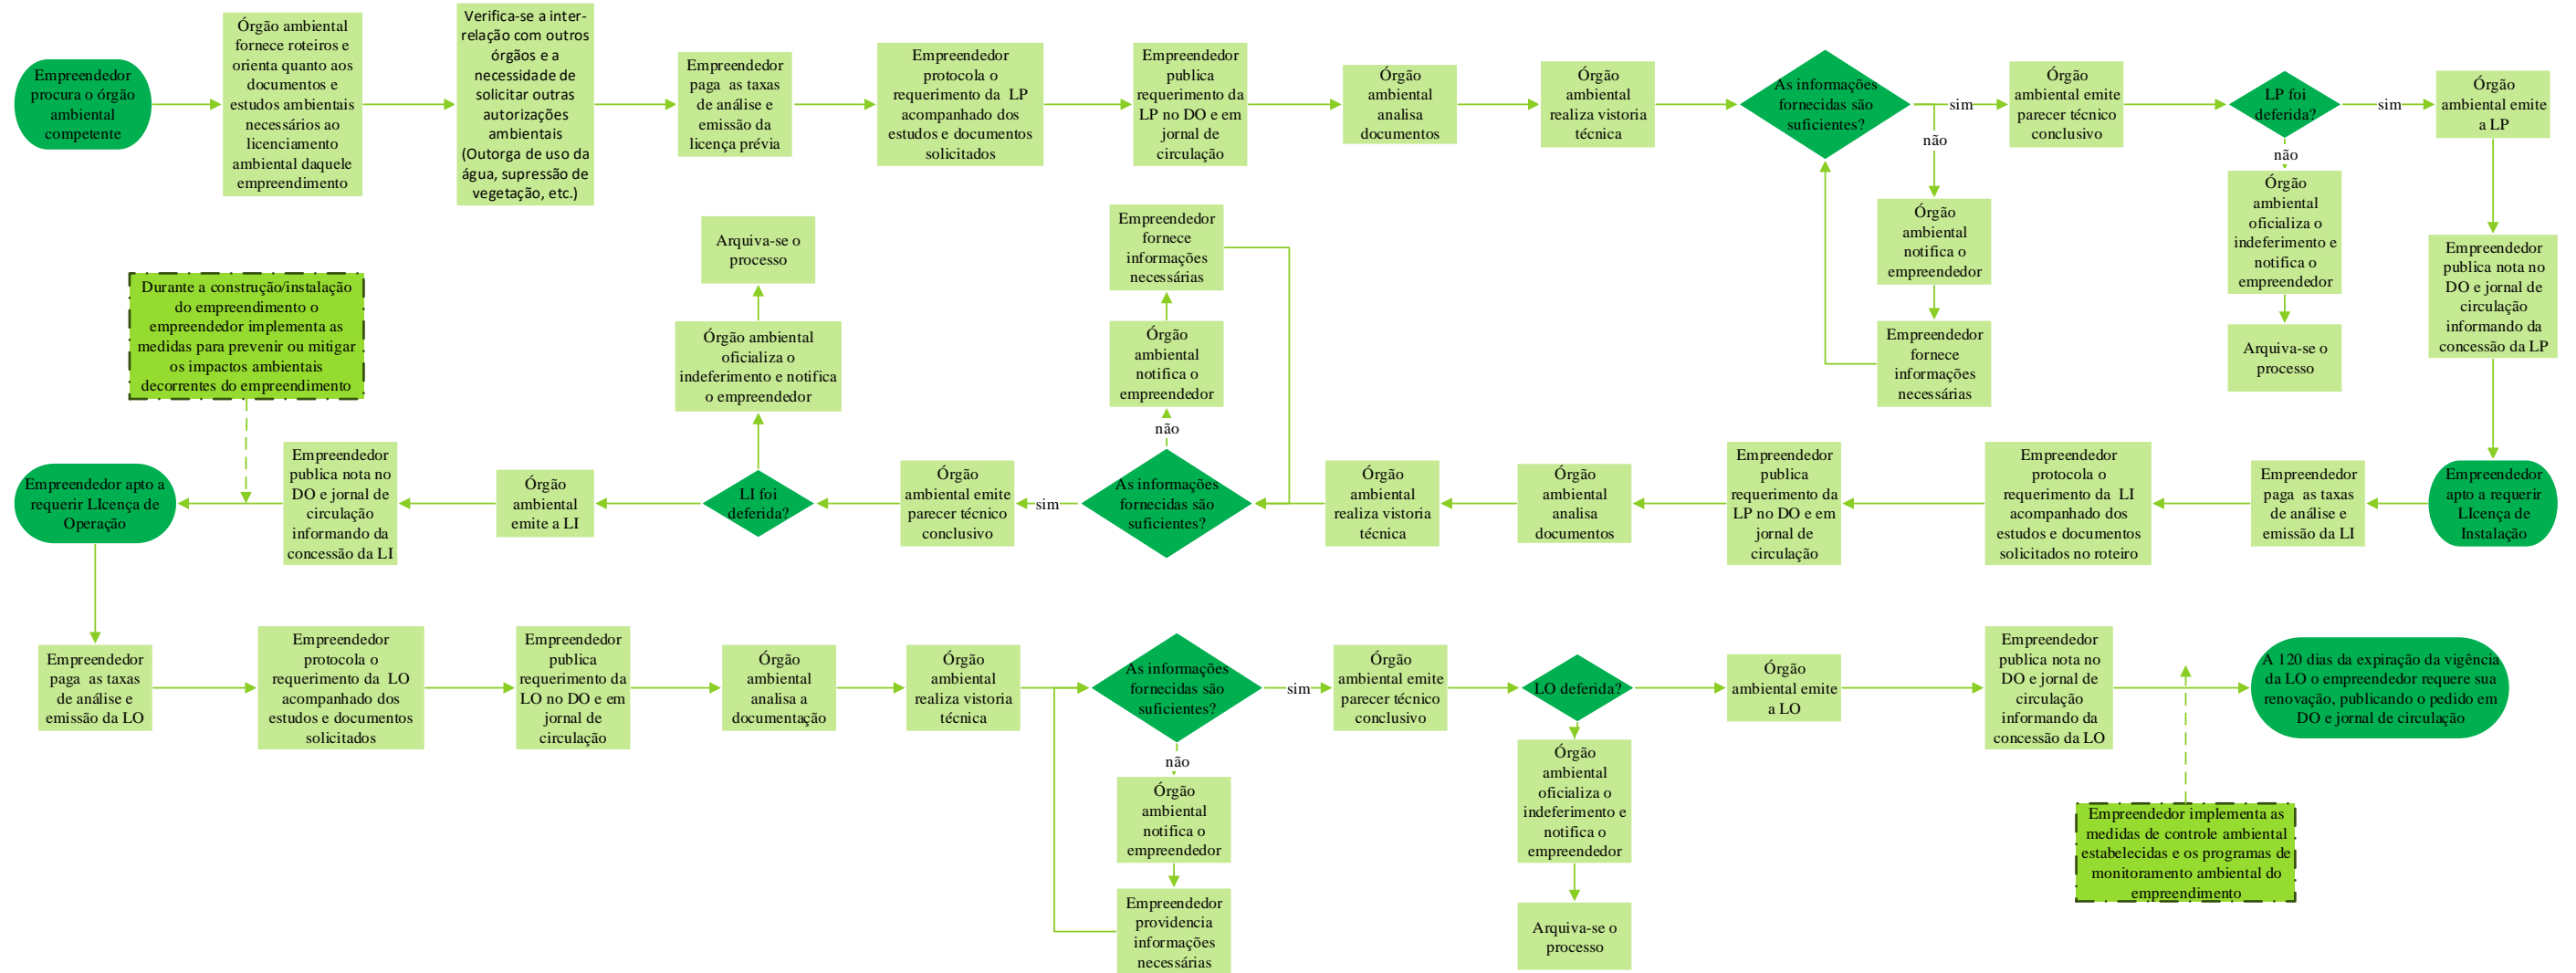 Empreendedor
procura o órgão
ambiental
competente
Órgão ambiental
fornece roteiros e
orienta quanto aos
documentos e
estudos ambientais
necessários ao
licenciamento
ambiental daquele
empreendimento
Verifica-se a inter-
relação com outros
órgãos e a
necessidade de
solicitar outras
autorizações
ambientais
(Outorga de uso da
água, supressão de
vegetação, etc.)
Empreendedor
paga as taxas
de análise e
emissão da
licença prévia
Empreendedor
protocola o
requerimento da LP
acompanhado dos
estudos e documentos
solicitados
Empreendedor
publica
requerimento da
LP no DO e em
jornal de
circulação
Órgão
ambiental
analisa
documentos
Órgão
ambiental
realiza vistoria
técnica
As informações
fornecidas são
suficientes?
sim
não
Órgão
ambiental
notifica o
empreendedor
Empreendedor
fornece
informações
necessárias
Órgão
ambiental emite
parecer técnico
conclusivo
LP foi
deferida?
sim
não
Órgão
ambiental
oficializa o
indeferimento e
notifica o
empreendedor
Arquiva-se o
processo
Órgão
ambiental emite
a LP
Empreendedor
publica nota no
DO e jornal de
circulação
informando da
concessão da LP
Empreendedor
apto a requerer
LIcença de
Instalação
Empreendedor
paga as taxas
de análise e
emissão da LI
Empreendedor
protocola o
requerimento da LI
acompanhado dos
estudos e documentos
solicitados no roteiro
Empreendedor
publica
requerimento da
LP no DO e em
jornal de
circulação
Órgão
ambiental
analisa
documentos
Órgão
ambiental
realiza vistoria
técnica
As informações
fornecidas são
suficientes?
não
Órgão
ambiental
notifica o
empreendedor
Empreendedor
fornece
informações
necessárias
sim
Órgão
ambiental emite
parecer técnico
conclusivo
LI foi
deferida?
Órgão ambiental
oficializa o
indeferimento e notifica
o empreendedor
Arquiva-se o
processo
Órgão
ambiental
emite a LI
Empreendedor
publica nota no
DO e jornal de
circulação
informando da
concessão da LI
Durante a construção/instalação
do empreendimento o
empreendedor implementa as
medidas para prevenir ou mitigar
os impactos ambientais
decorrentes do empreendimento
Empreendedor apto a
requerir LIcença de
Operação
Empreendedor
paga as taxas
de análise e
emissão da LO
Empreendedor
protocola o
requerimento da LO
acompanhado dos
estudos e documentos
solicitados
Empreendedor
publica
requerimento da
LO no DO e em
jornal de
circulação
Órgão
ambiental
analisa a
documentação
Órgão
ambiental
realiza vistoria
técnica
As informações
fornecidas são
suficientes?
não
Órgão
ambiental
notifica o
empreendedor
Empreendedor
providencia
informações
necessárias
sim
Órgão
ambiental emite
parecer técnico
conclusivo
LO deferida?
Órgão
ambiental
oficializa o
indeferimento e
notifica o
empreendedor
Arquiva-se o
processo
Órgão
ambiental emite
a LO
Empreendedor
publica nota no
DO e jornal de
circulação
informando da
concessão da LO
Empreendedor implementa as
medidas de controle ambiental
estabelecidas e os programas de
monitoramento ambiental do
empreendimento
A 120 dias da expiração da vigência
da LO o empreendedor requere sua
renovação, publicando o pedido em
DO e jornal de circulação